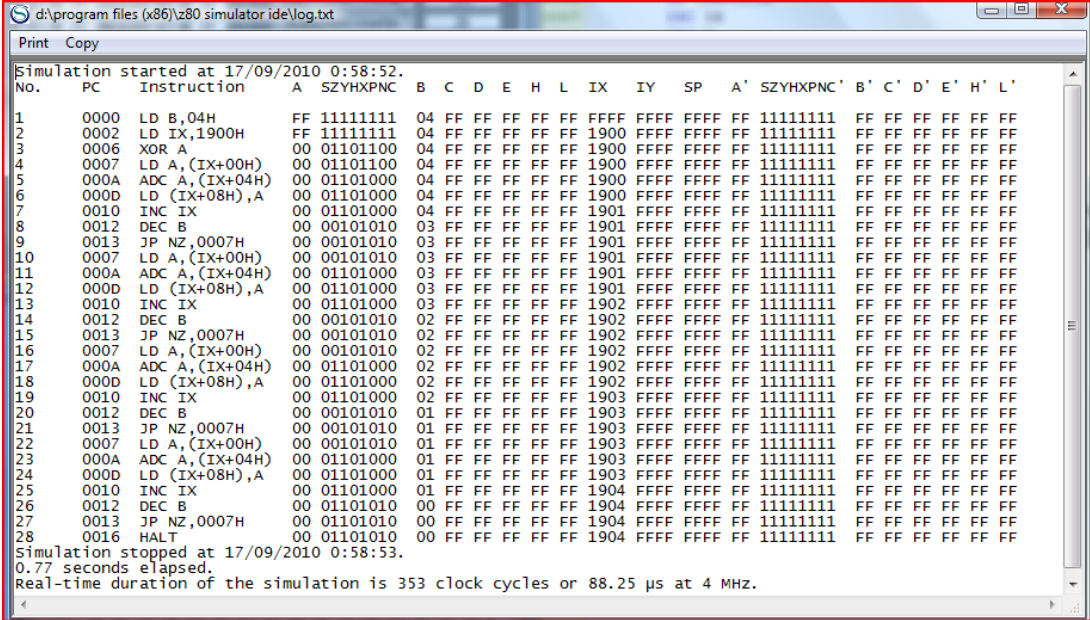 d:\program files (x86)\z80 simulator ide\log.txt
Print Copy
Simulation started at 17/09/2010 0:58:52.
No. PC Instruction A SZYHXPNC B C D E H L IX IY SP A' SZYHXPNC' B' C' D' E' H' L'
1 0000 LD B,04H FF 11111111 04 FF FF FF FF FF FFFF FFFF FFFF FF 11111111 FF FF FF FF FF FF
2 0002 LD IX,1900H FF 11111111 04 FF FF FF FF FF 1900 FFFF FFFF FF 11111111 FF FF FF FF FF FF
3 0006 XOR A 00 01101100 04 FF FF FF FF FF 1900 FFFF FFFF FF 11111111 FF FF FF FF FF FF
4 0007 LD A,(IX+00H) 00 01101100 04 FF FF FF FF FF 1900 FFFF FFFF FF 11111111 FF FF FF FF FF FF
5 000A ADC A,(IX+04H) 00 01101000 04 FF FF FF FF FF 1900 FFFF FFFF FF 11111111 FF FF FF FF FF FF
6 000D LD (IX+08H),A 00 01101000 04 FF FF FF FF FF 1900 FFFF FFFF FF 11111111 FF FF FF FF FF FF
7 0010 INC IX 00 01101000 04 FF FF FF FF FF 1901 FFFF FFFF FF 11111111 FF FF FF FF FF FF
8 0012 DEC B 00 00101010 03 FF FF FF FF FF 1901 FFFF FFFF FF 11111111 FF FF FF FF FF FF
9 0013 JP NZ,0007H 00 00101010 03 FF FF FF FF FF 1901 FFFF FFFF FF 11111111 FF FF FF FF FF FF
10 0007 LD A,(IX+00H) 00 00101010 03 FF FF FF FF FF 1901 FFFF FFFF FF 11111111 FF FF FF FF FF FF
11 000A ADC A,(IX+04H) 00 01101000 03 FF FF FF FF FF 1901 FFFF FFFF FF 11111111 FF FF FF FF FF FF
12 000D LD (IX+08H),A 00 01101000 03 FF FF FF FF FF 1901 FFFF FFFF FF 11111111 FF FF FF FF FF FF
13 0010 INC IX 00 01101000 03 FF FF FF FF FF 1902 FFFF FFFF FF 11111111 FF FF FF FF FF FF
14 0012 DEC B 00 00101010 02 FF FF FF FF FF 1902 FFFF FFFF FF 11111111 FF FF FF FF FF FF
15 0013 JP NZ,0007H 00 00101010 02 FF FF FF FF FF 1902 FFFF FFFF FF 11111111 FF FF FF FF FF FF
16 0007 LD A,(IX+00H) 00 00101010 02 FF FF FF FF FF 1902 FFFF FFFF FF 11111111 FF FF FF FF FF FF
17 000A ADC A,(IX+04H) 00 01101000 02 FF FF FF FF FF 1902 FFFF FFFF FF 11111111 FF FF FF FF FF FF
18 000D LD (IX+08H),A 00 01101000 02 FF FF FF FF FF 1902 FFFF FFFF FF 11111111 FF FF FF FF FF FF
19 0010 INC IX 00 01101000 02 FF FF FF FF FF 1903 FFFF FFFF FF 11111111 FF FF FF FF FF FF
20 0012 DEC B 00 00101010 01 FF FF FF FF FF 1903 FFFF FFFF FF 11111111 FF FF FF FF FF FF
21 0013 JP NZ,0007H 00 00101010 01 FF FF FF FF FF 1903 FFFF FFFF FF 11111111 FF FF FF FF FF FF
22 0007 LD A,(IX+00H) 00 00101010 01 FF FF FF FF FF 1903 FFFF FFFF FF 11111111 FF FF FF FF FF FF
23 000A ADC A,(IX+04H) 00 01101000 01 FF FF FF FF FF 1903 FFFF FFFF FF 11111111 FF FF FF FF FF FF
24 000D LD (IX+08H),A 00 01101000 01 FF FF FF FF FF 1903 FFFF FFFF FF 11111111 FF FF FF FF FF FF
25 0010 INC IX 00 01101000 01 FF FF FF FF FF 1904 FFFF FFFF FF 11111111 FF FF FF FF FF FF
26 0012 DEC B 00 01101010 00 FF FF FF FF FF 1904 FFFF FFFF FF 11111111 FF FF FF FF FF FF
27 0013 JP NZ,0007H 00 01101010 00 FF FF FF FF FF 1904 FFFF FFFF FF 11111111 FF FF FF FF FF FF
28 0016 HALT 00 01101010 00 FF FF FF FF FF 1904 FFFF FFFF FF 11111111 FF FF FF FF FF FF
Simulation stopped at 17/09/2010 0:58:53.
0.77 seconds elapsed.
Real-time duration of the simulation is 353 clock cycles or 88.25 µs at 4 MHz.